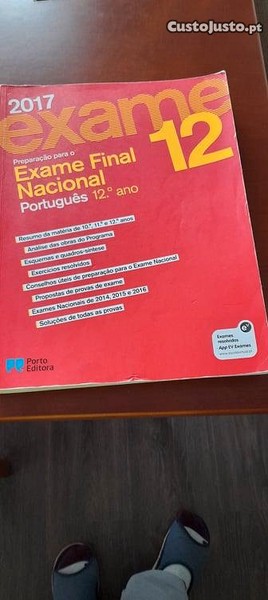 CustoJusto.pt
2017
exame
12
Preparação para o
Exame Final
Nacional
Português 12.º ano
Resumo da matéria de 10.º, 11.º e 12.º anos
Análise das obras do Programa
Esquemas e quadros-síntese
Exercícios resolvidos
Conselhos úteis de preparação para o Exame Nacional
Propostas de provas de exame
Exames Nacionais de 2014, 2015 e 2016
Soluções de todas as provas
Exames
resolvidos
App EV Exames
Porto
Editora